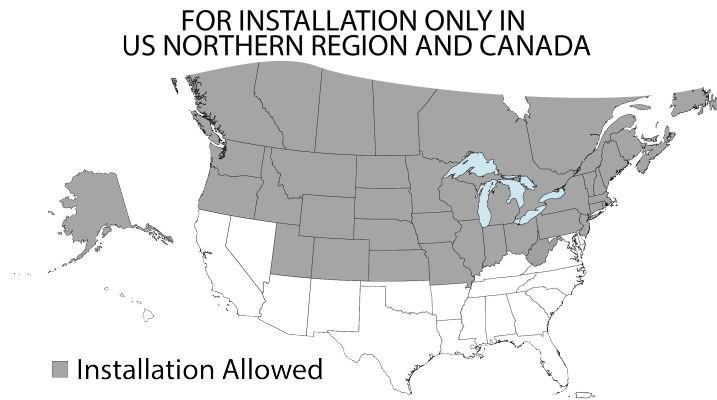 FOR INSTALLATION ONLY IN
US NORTHERN REGION AND CANADA
Installation Allowed